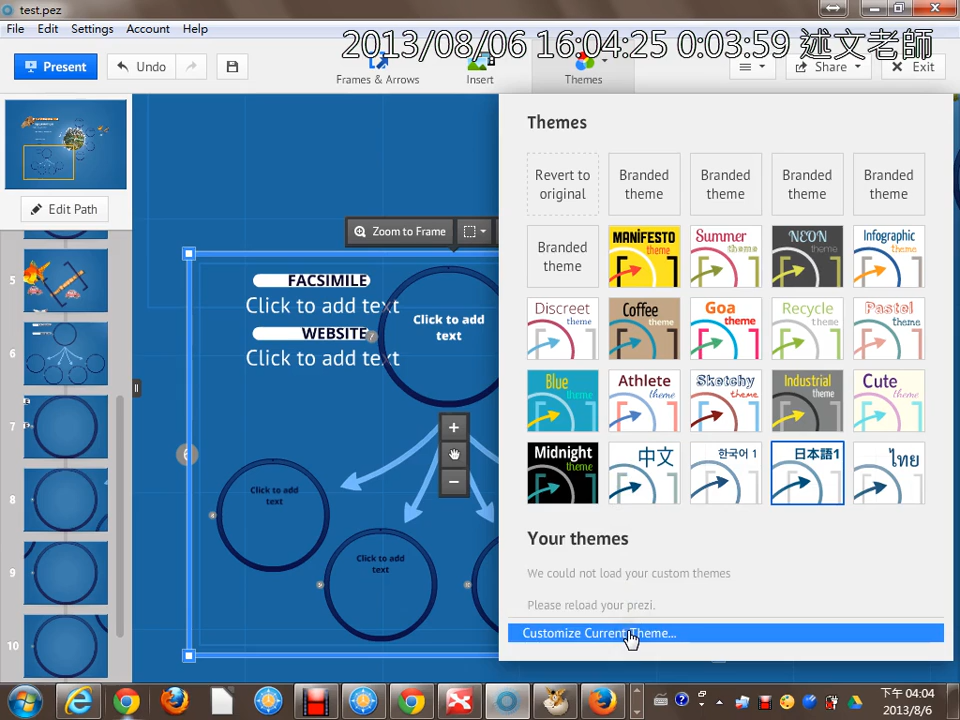 test.pez
File Edit Settings Account Help
2013/08/06 16:04:25 0:03:59 述文老師
Present Undo Frames & Arrows Insert Themes Share Exit
Edit Path
5
6
7
8
9
10
Zoom to Frame
FACSIMILE
Click to add text
WEBSITE
Click to add text
Click to add
text
Click to add
text
Click to add
text
Themes
Revert to
original
Branded
theme
Branded
theme
Branded
theme
Branded
theme
Branded
theme
MANIFESTO
theme
Summer
theme
NEON
theme
Infographic
theme
Discreet
theme
Coffee
theme
Goa
theme
Recycle
theme
Pastel
theme
Blue
theme
Athlete
theme
Sketchy
theme
Industrial
theme
Cute
theme
Midnight
theme
中文
한국어 1
日本語1
ไทย
Your themes
We could not load your custom themes
Please reload your prezi.
Customize Current Theme...
下午 04:04
2013/8/6